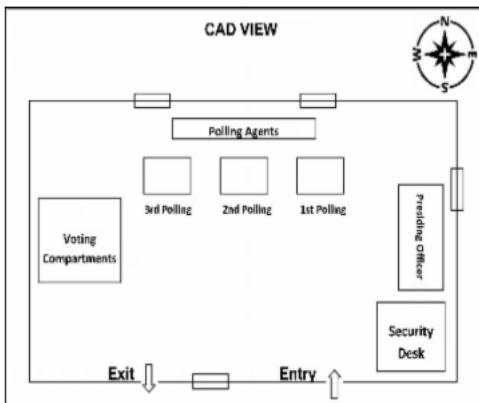 CAD VIEW
N
W
E
S
Polling Agents
3rd Polling
2nd Polling
1st Polling
Voting
Compartments
Presiding Officer
Security
Desk
Exit
Entry